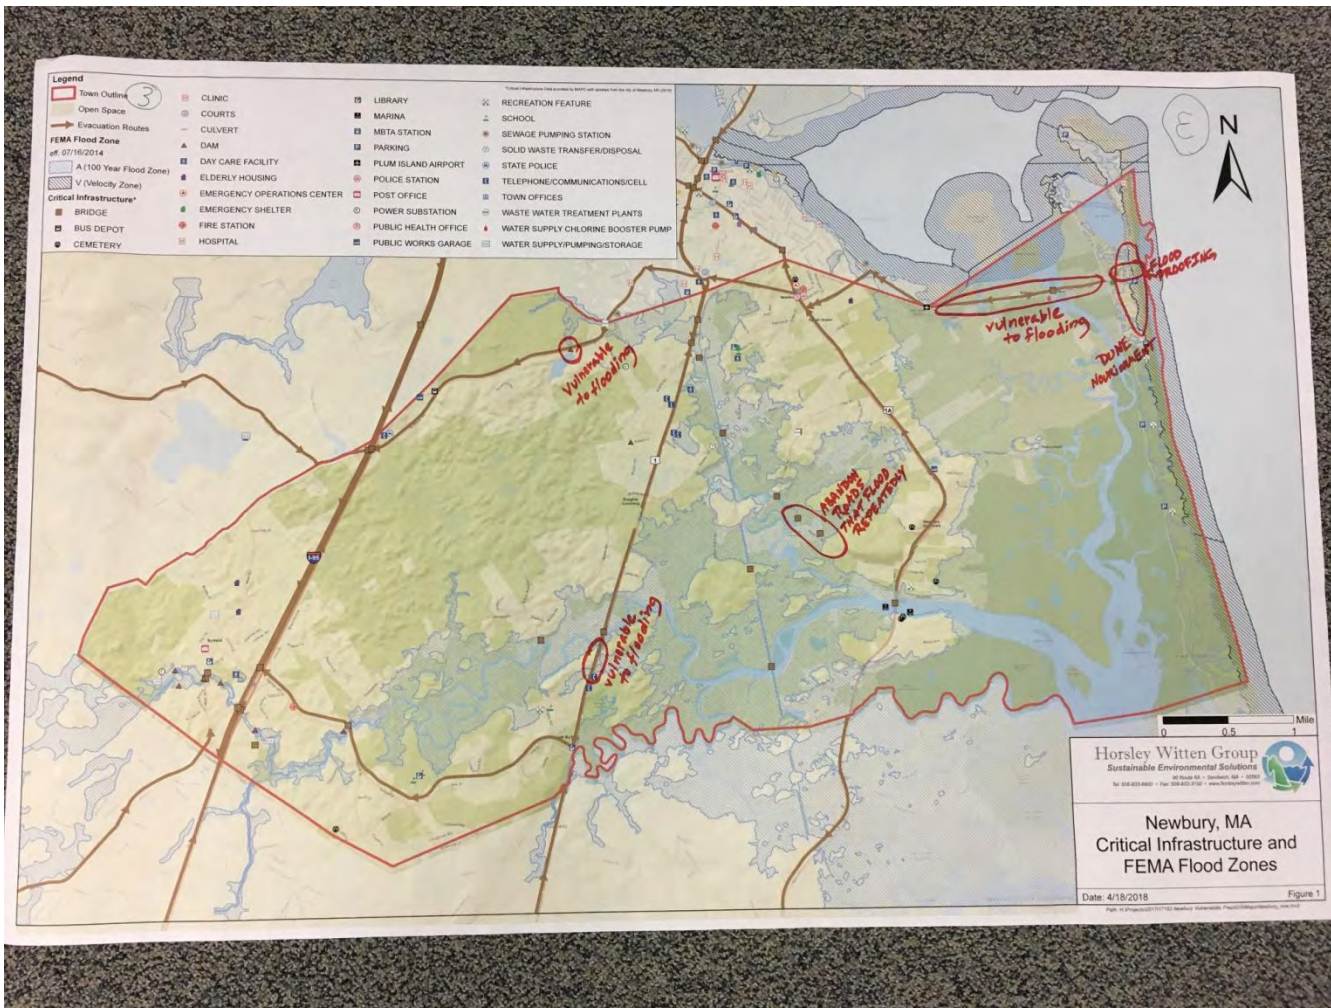 Legend
Town Outline
3
Open Space
Evacuation Routes
FEMA Flood Zone
eff. 07/16/2014
A (100 Year Flood Zone)
V (Velocity Zone)
Critical Infrastructure*
BRIDGE
BUS DEPOT
CEMETERY
CLINIC
COURTS
CULVERT
DAM
DAY CARE FACILITY
ELDERLY HOUSING
EMERGENCY OPERATIONS CENTER
EMERGENCY SHELTER
FIRE STATION
HOSPITAL
LIBRARY
MARINA
MBTA STATION
PARKING
PLUM ISLAND AIRPORT
POLICE STATION
POST OFFICE
POWER SUBSTATION
PUBLIC HEALTH OFFICE
PUBLIC WORKS GARAGE
RECREATION FEATURE
SCHOOL
SEWAGE PUMPING STATION
SOLID WASTE TRANSFER/DISPOSAL
STATE POLICE
TELEPHONE/COMMUNICATIONS/CELL
TOWN OFFICES
WASTE WATER TREATMENT PLANTS
WATER SUPPLY CHLORINE BOOSTER PUMP
WATER SUPPLY/PUMPING/STORAGE
N
FLOOD
PROOFING
vulnerable
to flooding
DUNE
NOURISHMENT
vulnerable
to flooding
1A
1
ABANDON
ROADS
THAT FLOOD
REPEATEDLY
I-95
vulnerable
to flooding
0 0.5 1 Mile
Horsley Witten Group
Sustainable Environmental Solutions
Newbury, MA
Critical Infrastructure and
FEMA Flood Zones
Date: 4/18/2018
Figure 1